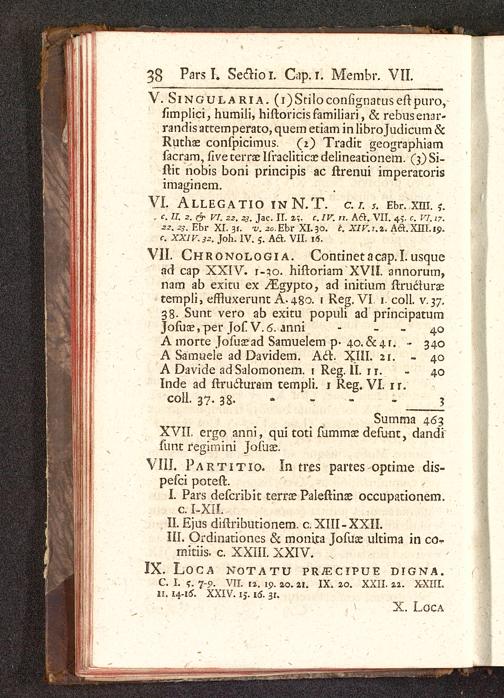 38 Pars I. Sectio 1. Cap. 1. Membr. VII.
V. SINGULARIA. (1) Stilo consignatus est puro,
simplici, humili, historicis familiari, & rebus enar-
randis attemperato, quem etiam in libro Judicum &
Ruthæ conspicimus. (2) Tradit geographiam
sacram, sive terræ Israeliticæ delineationem. (3) Si-
stit nobis boni principis ac strenui imperatoris
imaginem.
VI. ALLEGATIO IN N.T. C. I. 5. Ebr. XIII. 5.
c. II. 2. & VI. 22. 23. Jac. II. 25. c. IV. 11. Act. VII. 45. c. VI. 17.
22. 23. Ebr XI. 31. v. 20. Ebr XI. 30. c. XIV. 1. 2. Act. XIII. 19.
c. XXIV. 32. Joh. IV. 5. Act. VII. 16.
VII. CHRONOLOGIA. Continet a cap. I. usque
ad cap XXIV. 1-30. historiam XVII. annorum,
nam ab exitu ex Ægypto, ad initium structuræ
templi, effluxerunt A. 480. 1 Reg. VI. 1. coll. v. 37.
38. Sunt vero ab exitu populi ad principatum
Josuæ, per Jos. V. 6. anni - - - 40
A morte Josuæ ad Samuelem p. 40. & 41. - 340
A Samuele ad Davidem. Act. XIII. 21. - 40
A Davide ad Salomonem. 1 Reg. II. 11. - 40
Inde ad structuram templi. 1 Reg. VI. 11.
coll. 37. 38. - - - - 3
Summa 463
XVII. ergo anni, qui toti summæ desunt, dandi
sunt regimini Josuæ.
VIII. PARTITIO. In tres partes optime dis-
pesci potest.
I. Pars describit terræ Palestinæ occupationem.
c. I-XII.
II. Ejus distributionem. c. XIII-XXII.
III. Ordinationes & monita Josuæ ultima in co-
mitiis. c. XXIII. XXIV.
IX. LOCA NOTATU PRÆCIPUE DIGNA.
C. I. 5. 7-9. VII. 12. 19. 20. 21. IX. 20. XXII. 22. XXIII.
11. 14-16. XXIV. 15. 16. 31.
X. LOCA